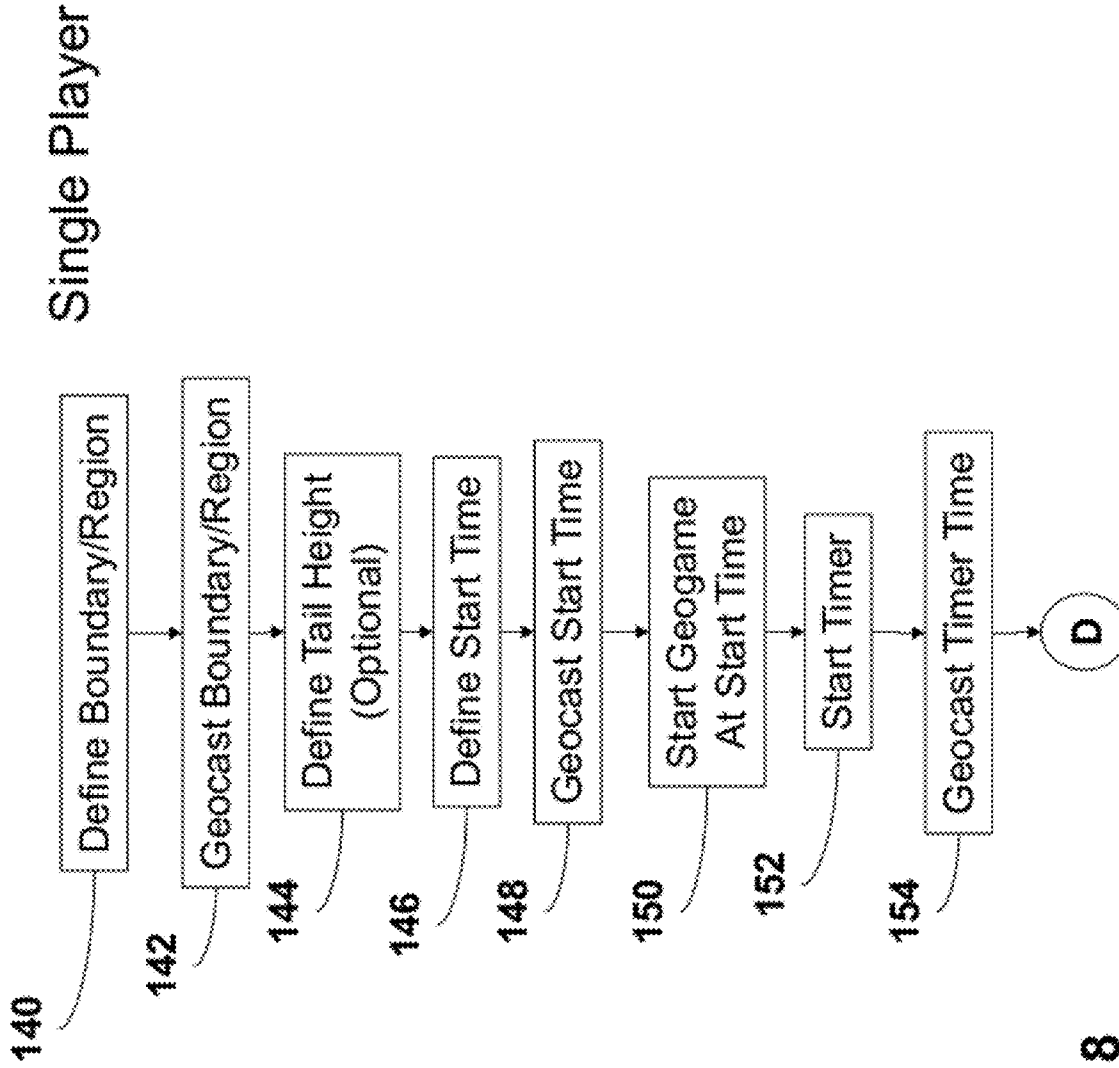 Single Player
140
Define Boundary/Region
142
Geocast Boundary/Region
144
Define Tail Height
(Optional)
146
Define Start Time
148
Geocast Start Time
150
Start Geogame
At Start Time
152
Start Timer
154
Geocast Timer Time
D
8